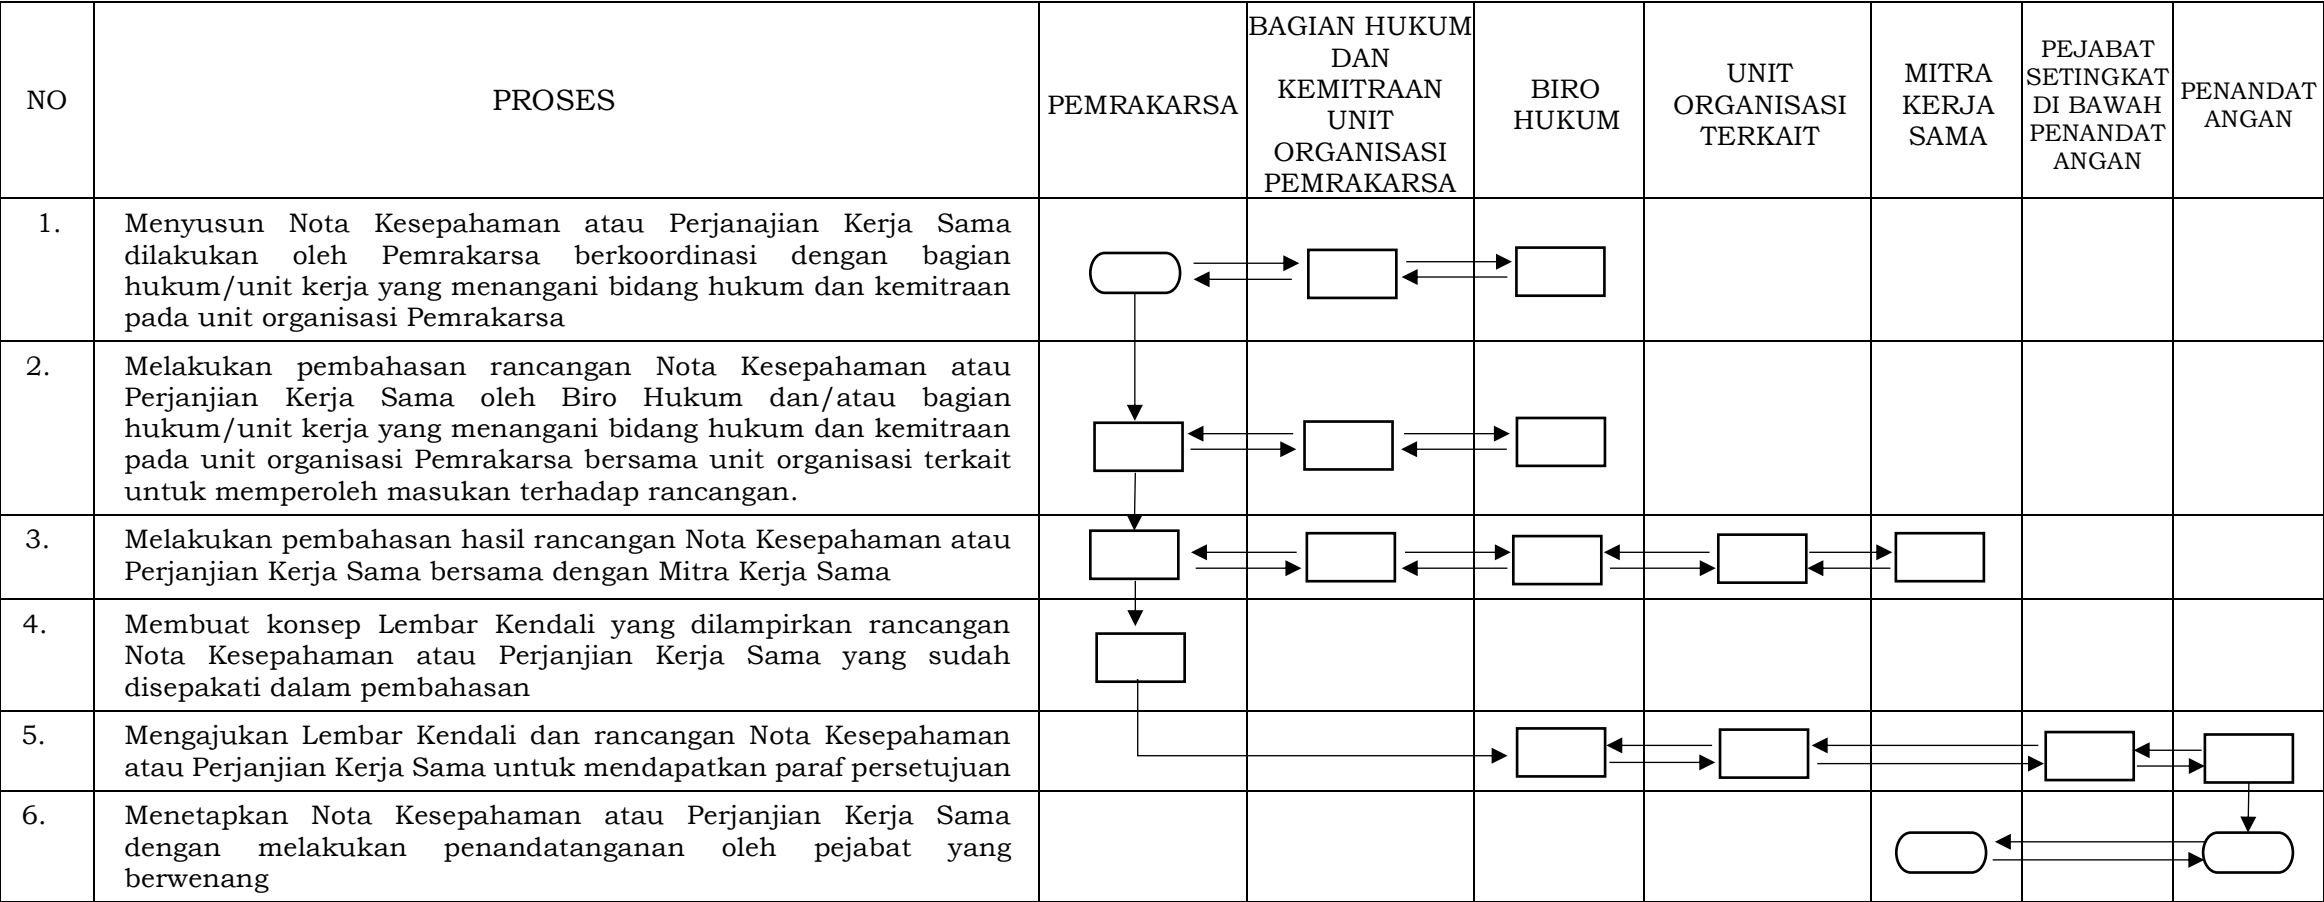 NO
PROSES
PEMRAKARSA
BAGIAN HUKUM
DAN
KEMITRAAN
UNIT
ORGANISASI
PEMRAKARSA
BIRO
HUKUM
UNIT
ORGANISASI
TERKAIT
MITRA
KERJA
SAMA
PEJABAT
SETINGKAT
DI BAWAH
PENANDAT
ANGAN
PENANDAT
ANGAN
1.
Menyusun Nota Kesepahaman atau Perjanajian Kerja Sama
dilakukan oleh Pemrakarsa berkoordinasi dengan bagian
hukum/unit kerja yang menangani bidang hukum dan kemitraan
pada unit organisasi Pemrakarsa
2.
Melakukan pembahasan rancangan Nota Kesepahaman atau
Perjanjian Kerja Sama oleh Biro Hukum dan/atau bagian
hukum/unit kerja yang menangani bidang hukum dan kemitraan
pada unit organisasi Pemrakarsa bersama unit organisasi terkait
untuk memperoleh masukan terhadap rancangan.
3.
Melakukan pembahasan hasil rancangan Nota Kesepahaman atau
Perjanjian Kerja Sama bersama dengan Mitra Kerja Sama
4.
Membuat konsep Lembar Kendali yang dilampirkan rancangan
Nota Kesepahaman atau Perjanjian Kerja Sama yang sudah
disepakati dalam pembahasan
5.
Mengajukan Lembar Kendali dan rancangan Nota Kesepahaman
atau Perjanjian Kerja Sama untuk mendapatkan paraf persetujuan
6.
Menetapkan Nota Kesepahaman atau Perjanjian Kerja Sama
dengan melakukan penandatanganan oleh pejabat yang
berwenang